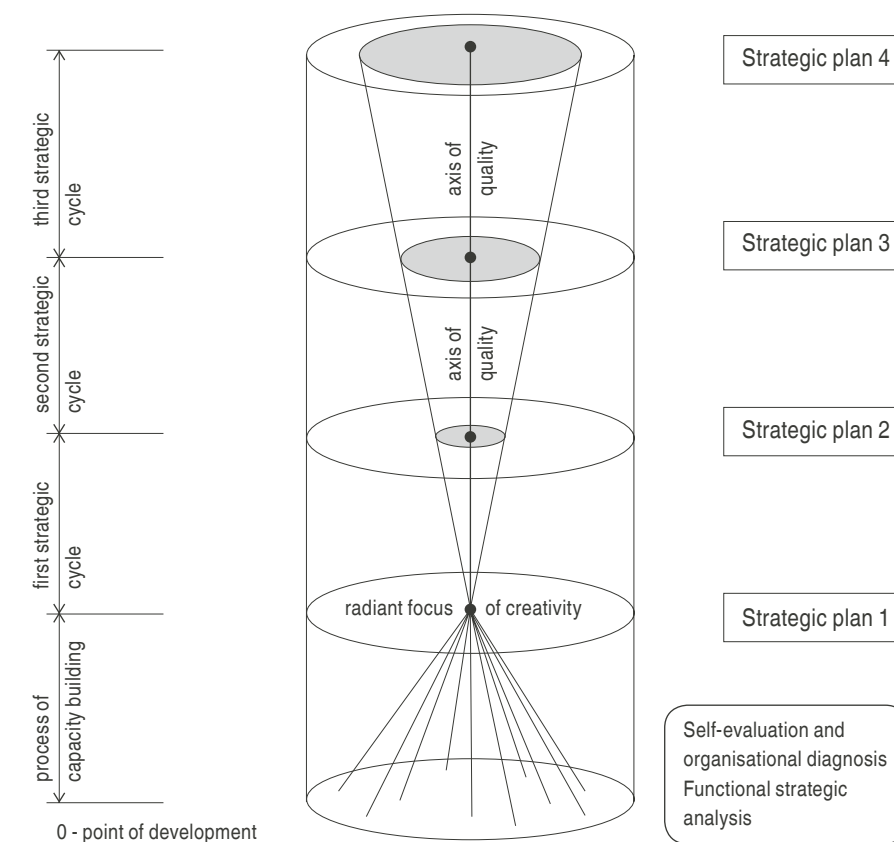 Strategic plan 4
third strategic
cycle
axis of
quality
Strategic plan 3
second strategic
cycle
axis of
quality
Strategic plan 2
first strategic
cycle
radiant focus of creativity
Strategic plan 1
process of
capacity building
Self-evaluation and
organisational diagnosis
Functional strategic
analysis
0 - point of development